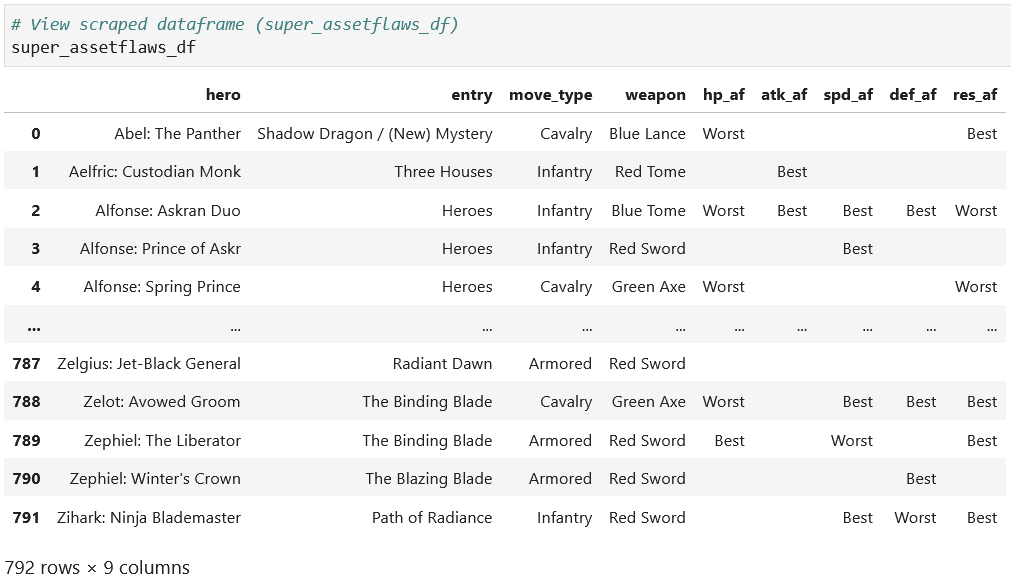 # View scraped dataframe (super_assetflaws_df)
super_assetflaws_df
hero entry move_type weapon hp_af atk_af spd_af def_af res_af
0 Abel: The Panther Shadow Dragon / (New) Mystery Cavalry Blue Lance Worst Best
1 Aelfric: Custodian Monk Three Houses Infantry Red Tome Best
2 Alfonse: Askran Duo Heroes Infantry Blue Tome Worst Best Best Best Worst
3 Alfonse: Prince of Askr Heroes Infantry Red Sword Best
4 Alfonse: Spring Prince Heroes Cavalry Green Axe Worst Worst
... ... ... ... ... ... ... ... ... ...
787 Zelgius: Jet-Black General Radiant Dawn Armored Red Sword
788 Zelot: Avowed Groom The Binding Blade Cavalry Green Axe Worst Best Best Best
789 Zephiel: The Liberator The Binding Blade Armored Red Sword Best Worst Best
790 Zephiel: Winter's Crown The Blazing Blade Armored Red Sword Best
791 Zihark: Ninja Blademaster Path of Radiance Infantry Red Sword Best Worst Best
792 rows × 9 columns